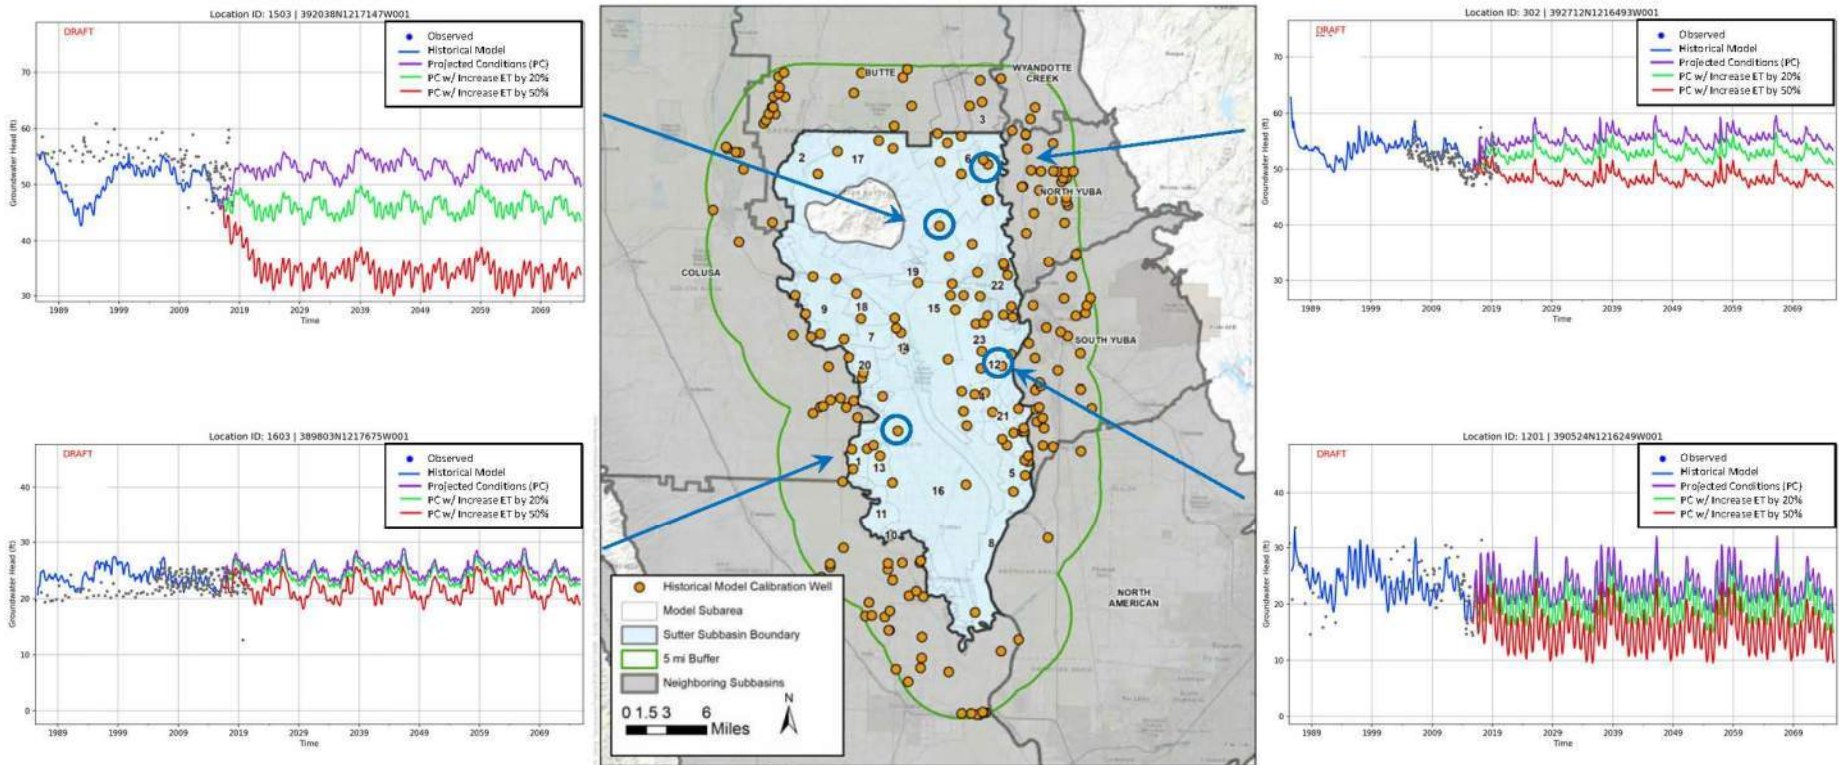 Location ID: 1503 | 392038N1217147W001
DRAFT
Observed
Historical Model
Projected Conditions (PC)
PC w/ Increase ET by 20%
PC w/ Increase ET by 50%
Groundwater Head (ft)
70
60
50
40
30
1989 1999 2009 2019 2029 2039 2049 2059 2069
Time
Location ID: 1603 | 389803N1217675W001
DRAFT
Observed
Historical Model
Projected Conditions (PC)
PC w/ Increase ET by 20%
PC w/ Increase ET by 50%
Groundwater Head (ft)
40
30
20
10
0
1989 1999 2009 2019 2029 2039 2049 2059 2069
Time
BUTTE
WYANDOTTE
CREEK
3
2
17
6
NORTH YUBA
COLUSA
19
22
9
18
15
7
14
23
SOUTH YUBA
20
12
4
21
1
13
5
16
11
10
8
NORTH
AMERICAN
Historical Model Calibration Well
Model Subarea
Sutter Subbasin Boundary
5 mi Buffer
Neighboring Subbasins
N
0 1.5 3 6
Miles
Location ID: 302 | 392712N1216493W001
DRAFT
Observed
Historical Model
Projected Conditions (PC)
PC w/ Increase ET by 20%
PC w/ Increase ET by 50%
Groundwater Head (ft)
70
60
50
40
30
1989 1999 2009 2019 2029 2039 2049 2059 2069
Time
Location ID: 1201 | 390524N1216249W001
DRAFT
Observed
Historical Model
Projected Conditions (PC)
PC w/ Increase ET by 20%
PC w/ Increase ET by 50%
Groundwater Head (ft)
40
30
20
10
0
1989 1999 2009 2019 2029 2039 2049 2059 2069
Time